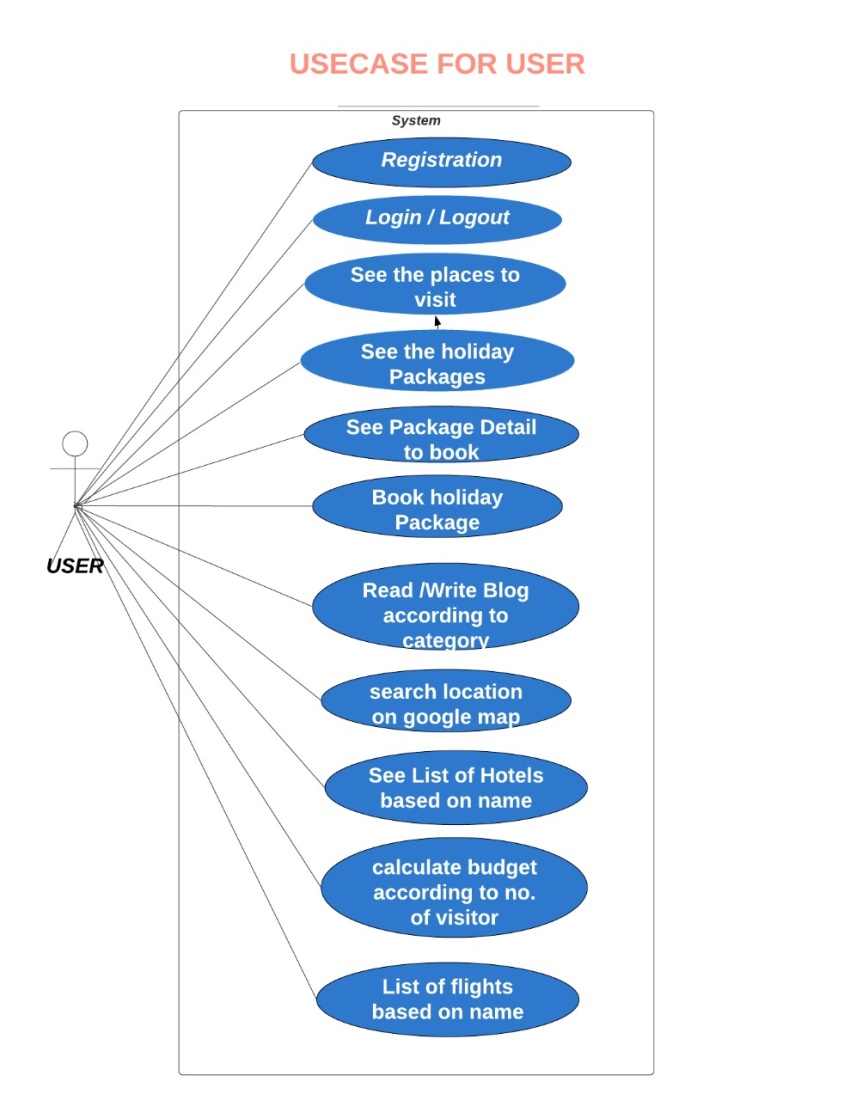 USECASE FOR USER
System
Registration
Login / Logout
See the places to
visit
See the holiday
Packages
See Package Detail
to book
Book holiday
Package
USER
Read /Write Blog
according to
category
search location
on google map
See List of Hotels
based on name
calculate budget
according to no.
of visitor
List of flights
based on name